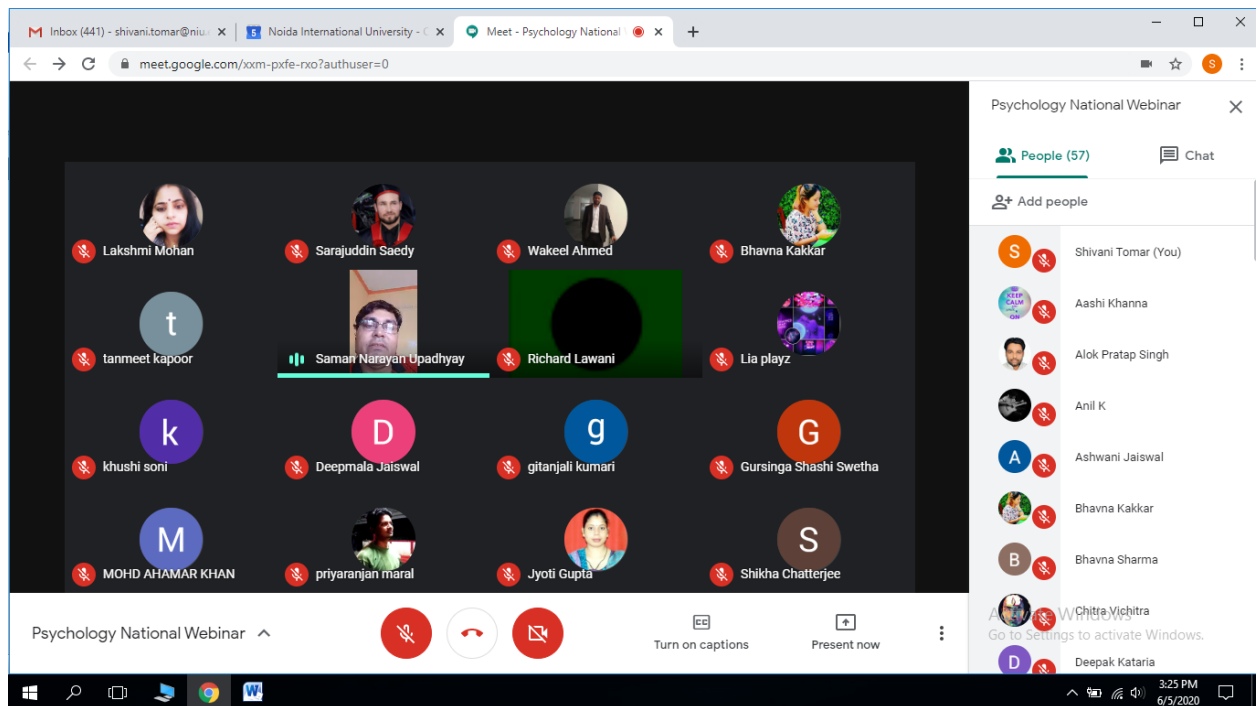 Inbox (441) - shivani.tomar@niu.
Noida International University - C
Meet - Psychology National
meet.google.com/xxm-pxfe-rxo?authuser=0
S
Psychology National Webinar
People (57)
Chat
Add people
Lakshmi Mohan
Sarajuddin Saedy
Wakeel Ahmed
Bhavna Kakkar
t
tanmeet kapoor
Saman Narayan Upadhyay
Richard Lawani
Lia playz
k
khushi soni
D
Deepmala Jaiswal
g
gitanjali kumari
G
Gursinga Shashi Swetha
M
MOHD AHAMAR KHAN
priyaranjan maral
Jyoti Gupta
S
Shikha Chatterjee
S
Shivani Tomar (You)
KEEP
CALM
ON
Aashi Khanna
Alok Pratap Singh
Anil K
A
Ashwani Jaiswal
Bhavna Kakkar
B
Bhavna Sharma
Chitra Vichitra
D
Deepak Kataria
Activate Windows
Go to Settings to activate Windows.
Psychology National Webinar
CC
Turn on captions
Present now
W
3:25 PM
6/5/2020